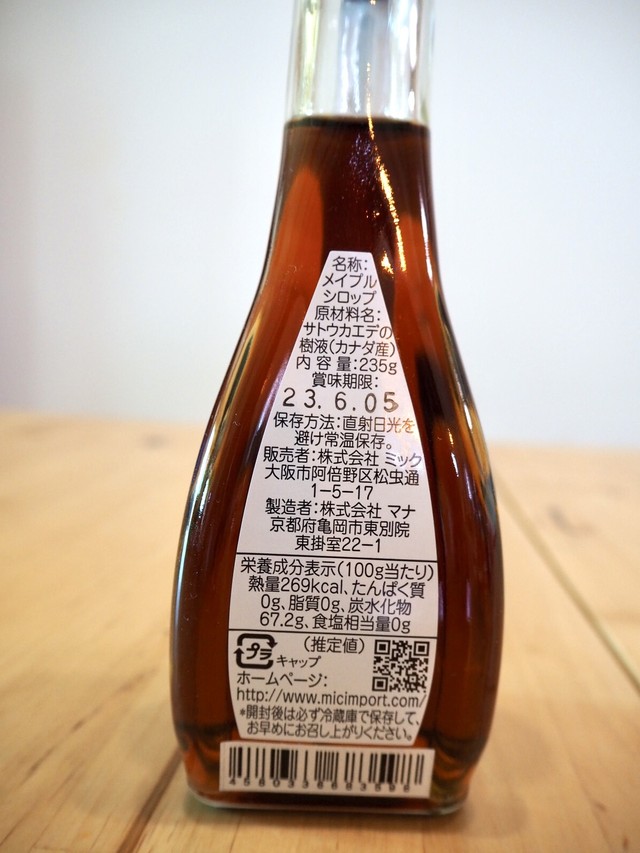 名称:
メイプル
シロップ
原材料名:
サトウカエデの
樹液(カナダ産)
内容量:235g
賞味期限:
23.6.05
保存方法:直射日光を
避け常温保存。
販売者:株式会社 ミック
大阪市阿倍野区松虫通
1-5-17
製造者:株式会社 マナ
京都府亀岡市東別院
東掛室22-1
栄養成分表示(100g当たり)
熱量269kcal、たんぱく質
0g、脂質0g、炭水化物
67.2g、食塩相当量0g
(推定値)
プラ キャップ
ホームページ:
http://www.micimport.com/
*開封後は必ず冷蔵庫で保存して、
お早めにお召し上がりください。